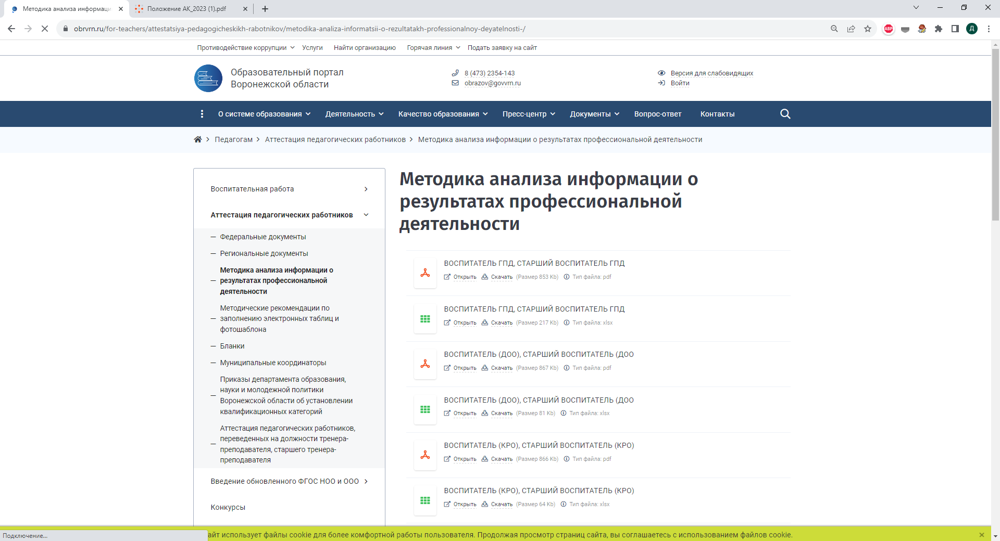 Методика анализа информаци
Положение АК_2023 (1).pdf
obrvrn.ru/for-teachers/attestatsiya-pedagogicheskikh-rabotnikov/metodika-analiza-informatsii-o-rezultatakh-professionalnoy-deyatelnosti-/
ABP
Д
Противодействие коррупции Услуги Найти организацию Горячая линия Подать заявку на сайт
Образовательный портал
Воронежской области
8 (473) 2354-143
obrazov@govvrn.ru
Версия для слабовидящих
Войти
О системе образования Деятельность Качество образования Пресс-центр Документы Вопрос-ответ Контакты
Педагогам Аттестация педагогических работников Методика анализа информации о результатах профессиональной деятельности
Воспитательная работа
Аттестация педагогических работников
— Федеральные документы
— Региональные документы
Методика анализа информации о
— результатах профессиональной
деятельности
Методические рекомендации по
— заполнению электронных таблиц и
фотошаблона
— Бланки
— Муниципальные координаторы
Приказы департамента образования,
науки и молодежной политики
— Воронежской области об установлении
квалификационных категорий
Аттестация педагогических работников,
переведенных на должности тренера-
— преподавателя, старшего тренера-
преподавателя
Введение обновленного ФГОС НОО и ООО
Конкурсы
Методика анализа информации о
результатах профессиональной
деятельности
ВОСПИТАТЕЛЬ ГПД, СТАРШИЙ ВОСПИТАТЕЛЬ ГПД
Открыть Скачать (Размер 853 Kb) Тип файла: pdf
ВОСПИТАТЕЛЬ ГПД, СТАРШИЙ ВОСПИТАТЕЛЬ ГПД
Открыть Скачать (Размер 217 Kb) Тип файла: xlsx
ВОСПИТАТЕЛЬ (ДОО), СТАРШИЙ ВОСПИТАТЕЛЬ (ДОО
Открыть Скачать (Размер 867 Kb) Тип файла: pdf
ВОСПИТАТЕЛЬ (ДОО), СТАРШИЙ ВОСПИТАТЕЛЬ (ДОО
Открыть Скачать (Размер 81 Kb) Тип файла: xlsx
ВОСПИТАТЕЛЬ (КРО), СТАРШИЙ ВОСПИТАТЕЛЬ (КРО)
Открыть Скачать (Размер 866 Kb) Тип файла: pdf
ВОСПИТАТЕЛЬ (КРО), СТАРШИЙ ВОСПИТАТЕЛЬ (КРО)
Открыть Скачать (Размер 64 Kb) Тип файла: xlsx
Подключение...
айт использует файлы cookie для более комфортной работы пользователя. Продолжая просмотр страниц сайта, вы соглашаетесь с использованием файлов cookie.